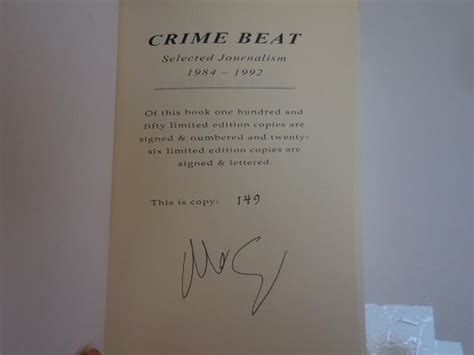 CRIME BEAT
Selected Journalism
1984 – 1992
Of this book one hundred and
fifty limited edition copies are
signed & numbered and twenty-
six limited edition copies are
signed & lettered.
This is copy: 149